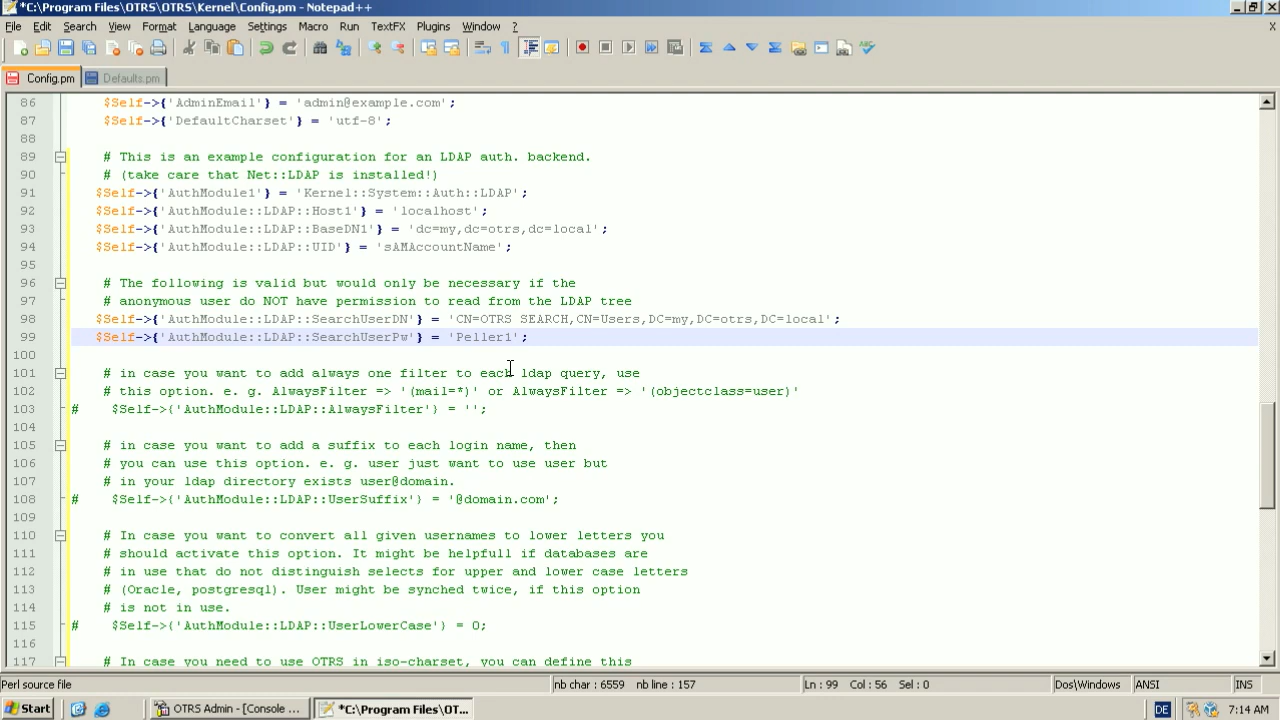 *C:\Program Files\OTRS\OTRS\Kernel\Config.pm - Notepad++
File Edit Search View Format Language Settings Macro Run TextFX Plugins Window ? X
Config.pm Defaults.pm
86 $Self->{'AdminEmail'} = 'admin@example.com';
87 $Self->{'DefaultCharset'} = 'utf-8';
88
89 # This is an example configuration for an LDAP auth. backend.
90 # (take care that Net::LDAP is installed!)
91 $Self->{'AuthModule1'} = 'Kernel::System::Auth::LDAP';
92 $Self->{'AuthModule::LDAP::Host1'} = 'localhost';
93 $Self->{'AuthModule::LDAP::BaseDN1'} = 'dc=my,dc=otrs,dc=local';
94 $Self->{'AuthModule::LDAP::UID'} = 'sAMAccountName';
95
96 # The following is valid but would only be necessary if the
97 # anonymous user do NOT have permission to read from the LDAP tree
98 $Self->{'AuthModule::LDAP::SearchUserDN'} = 'CN=OTRS SEARCH,CN=Users,DC=my,DC=otrs,DC=local';
99 $Self->{'AuthModule::LDAP::SearchUserPw'} = 'Peller1';
100
101 # in case you want to add always one filter to each ldap query, use
102 # this option. e. g. AlwaysFilter => '(mail=*)' or AlwaysFilter => '(objectclass=user)'
103 # $Self->{'AuthModule::LDAP::AlwaysFilter'} = '';
104
105 # in case you want to add a suffix to each login name, then
106 # you can use this option. e. g. user just want to use user but
107 # in your ldap directory exists user@domain.
108 # $Self->{'AuthModule::LDAP::UserSuffix'} = '@domain.com';
109
110 # In case you want to convert all given usernames to lower letters you
111 # should activate this option. It might be helpfull if databases are
112 # in use that do not distinguish selects for upper and lower case letters
113 # (Oracle, postgresql). User might be synched twice, if this option
114 # is not in use.
115 # $Self->{'AuthModule::LDAP::UserLowerCase'} = 0;
116
117 # In case you need to use OTRS in iso-charset, you can define this
Perl source file nb char : 6559 nb line : 157 Ln : 99 Col : 56 Sel : 0 Dos\Windows ANSI INS
Start OTRS Admin - [Console ... *C:\Program Files\OT... DE 7:14 AM